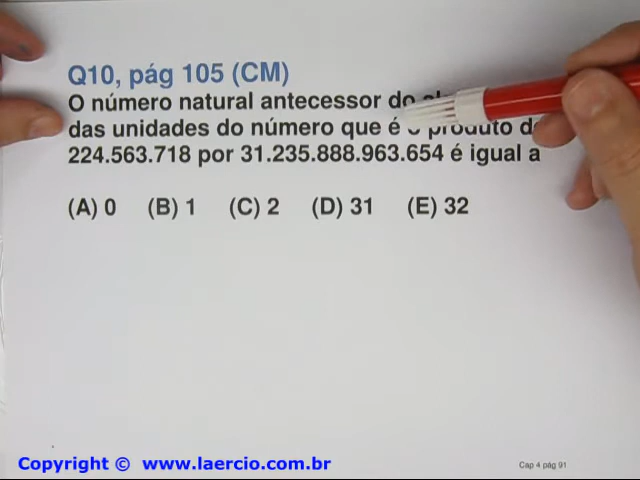 Q10, pág 105 (CM)
O número natural antecessor do
das unidades do número que é o produto
224.563.718 por 31.235.888.963.654 é igual a
(A) 0 (B) 1 (C) 2 (D) 31 (E) 32
Copyright © www.laercio.com.br
Cap 4 pág 91